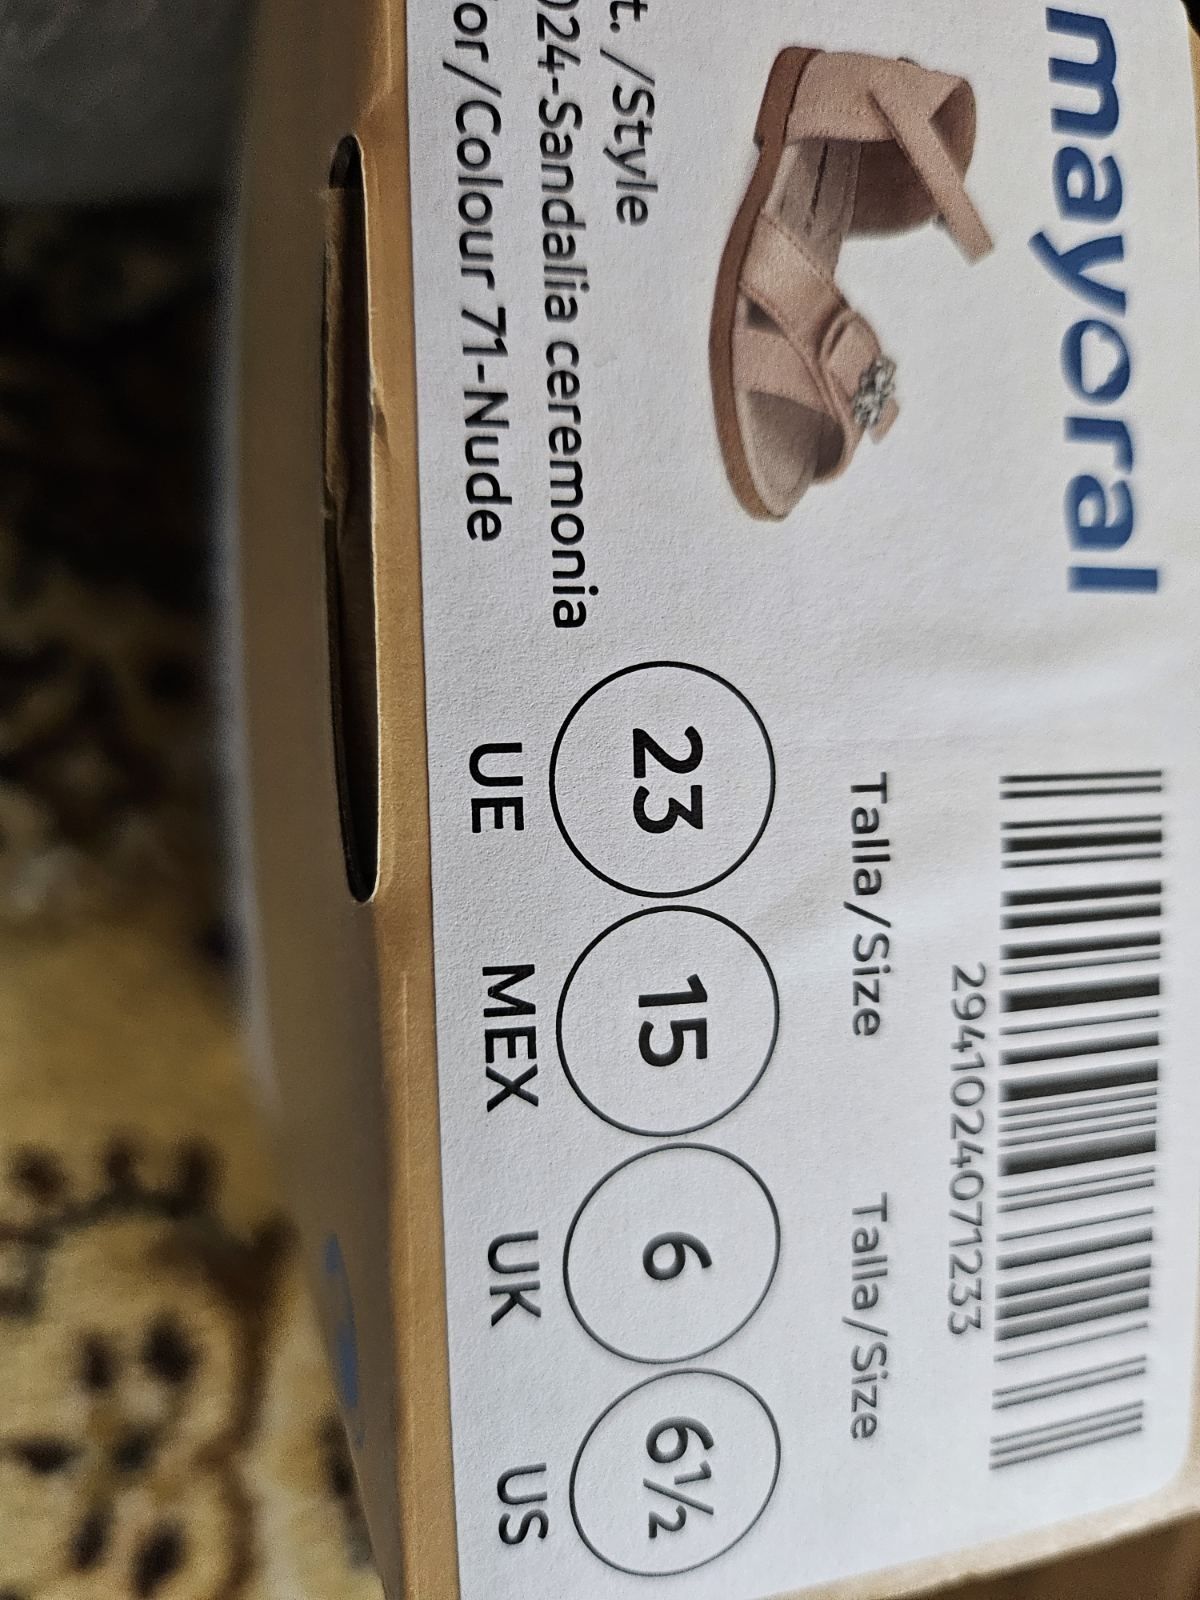 mayoral
2941024071233
Talla/Size
Talla/Size
t. /Style
024-Sandalia ceremonia
or/Colour 71-Nude
23
15
6
6½
UE
MEX
UK
US